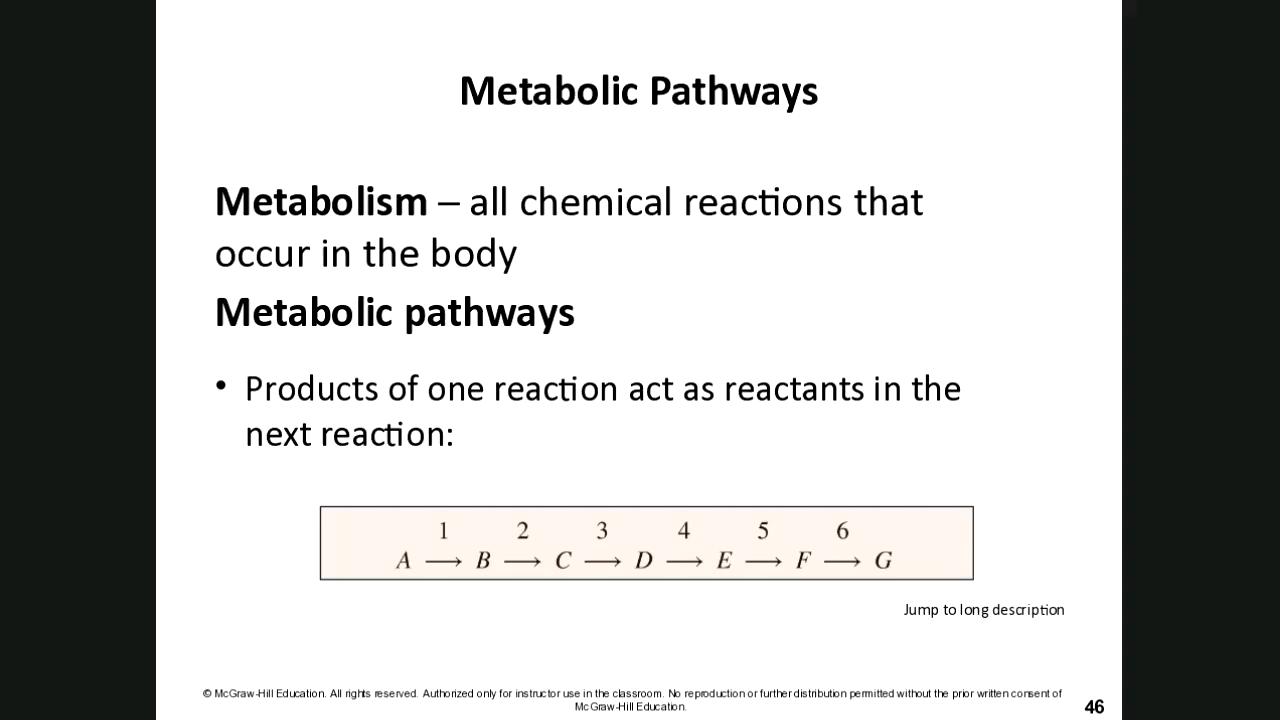 Metabolic Pathways
Metabolism – all chemical reactions that
occur in the body
Metabolic pathways
• Products of one reaction act as reactants in the
next reaction:
1 2 3 4 5 6
A ⟶ B ⟶ C ⟶ D ⟶ E ⟶ F ⟶ G
Jump to long description
© McGraw-Hill Education. All rights reserved. Authorized only for instructor use in the classroom. No reproduction or further distribution permitted without the prior written consent of
McGraw-Hill Education.
46